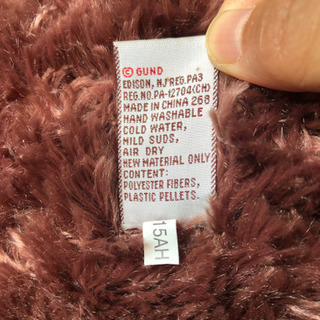 © GUND
EDISON, NJ REG.PA3
REG.NO.PA-12704(CH)
MADE IN CHINA 268
HAND WASHABLE
COLD WATER,
MILD SUDS,
AIR DRY
NEW MATERIAL ONLY
CONTENT:
POLYESTER FIBERS,
PLASTIC PELLETS.
15AH